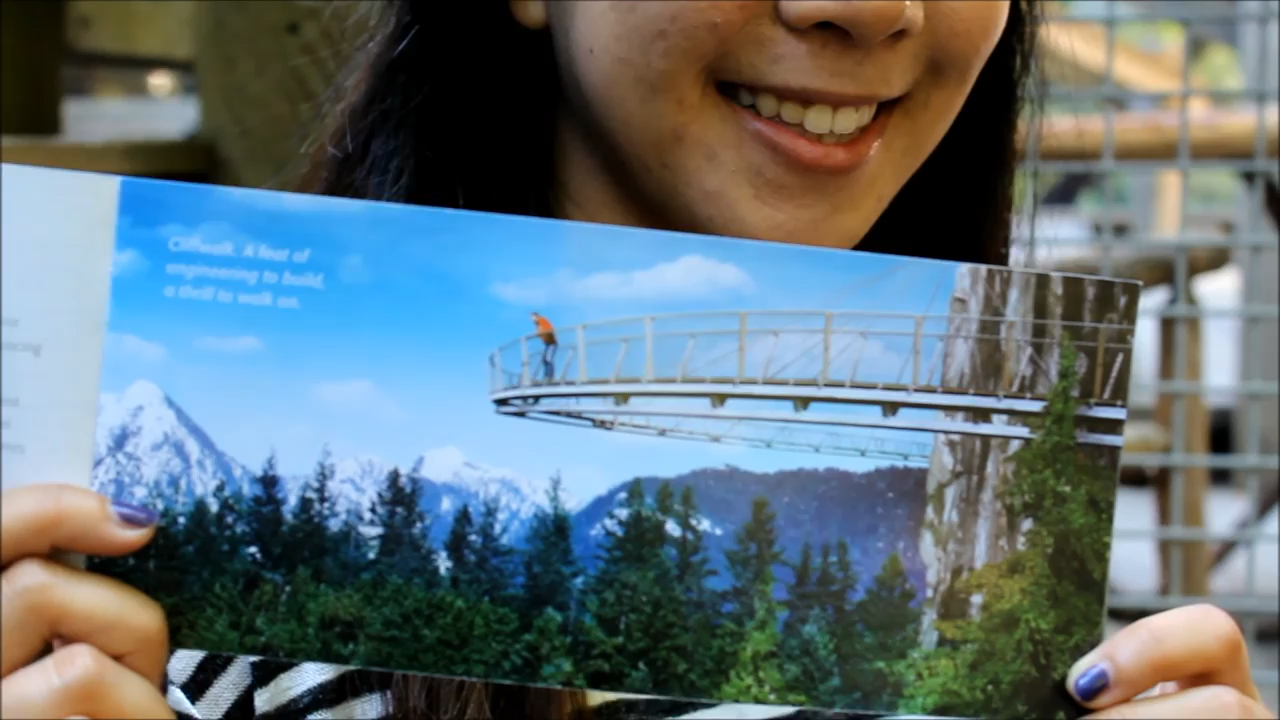 Cliffwalk. A feat of
engineering to build,
a thrill to walk on.